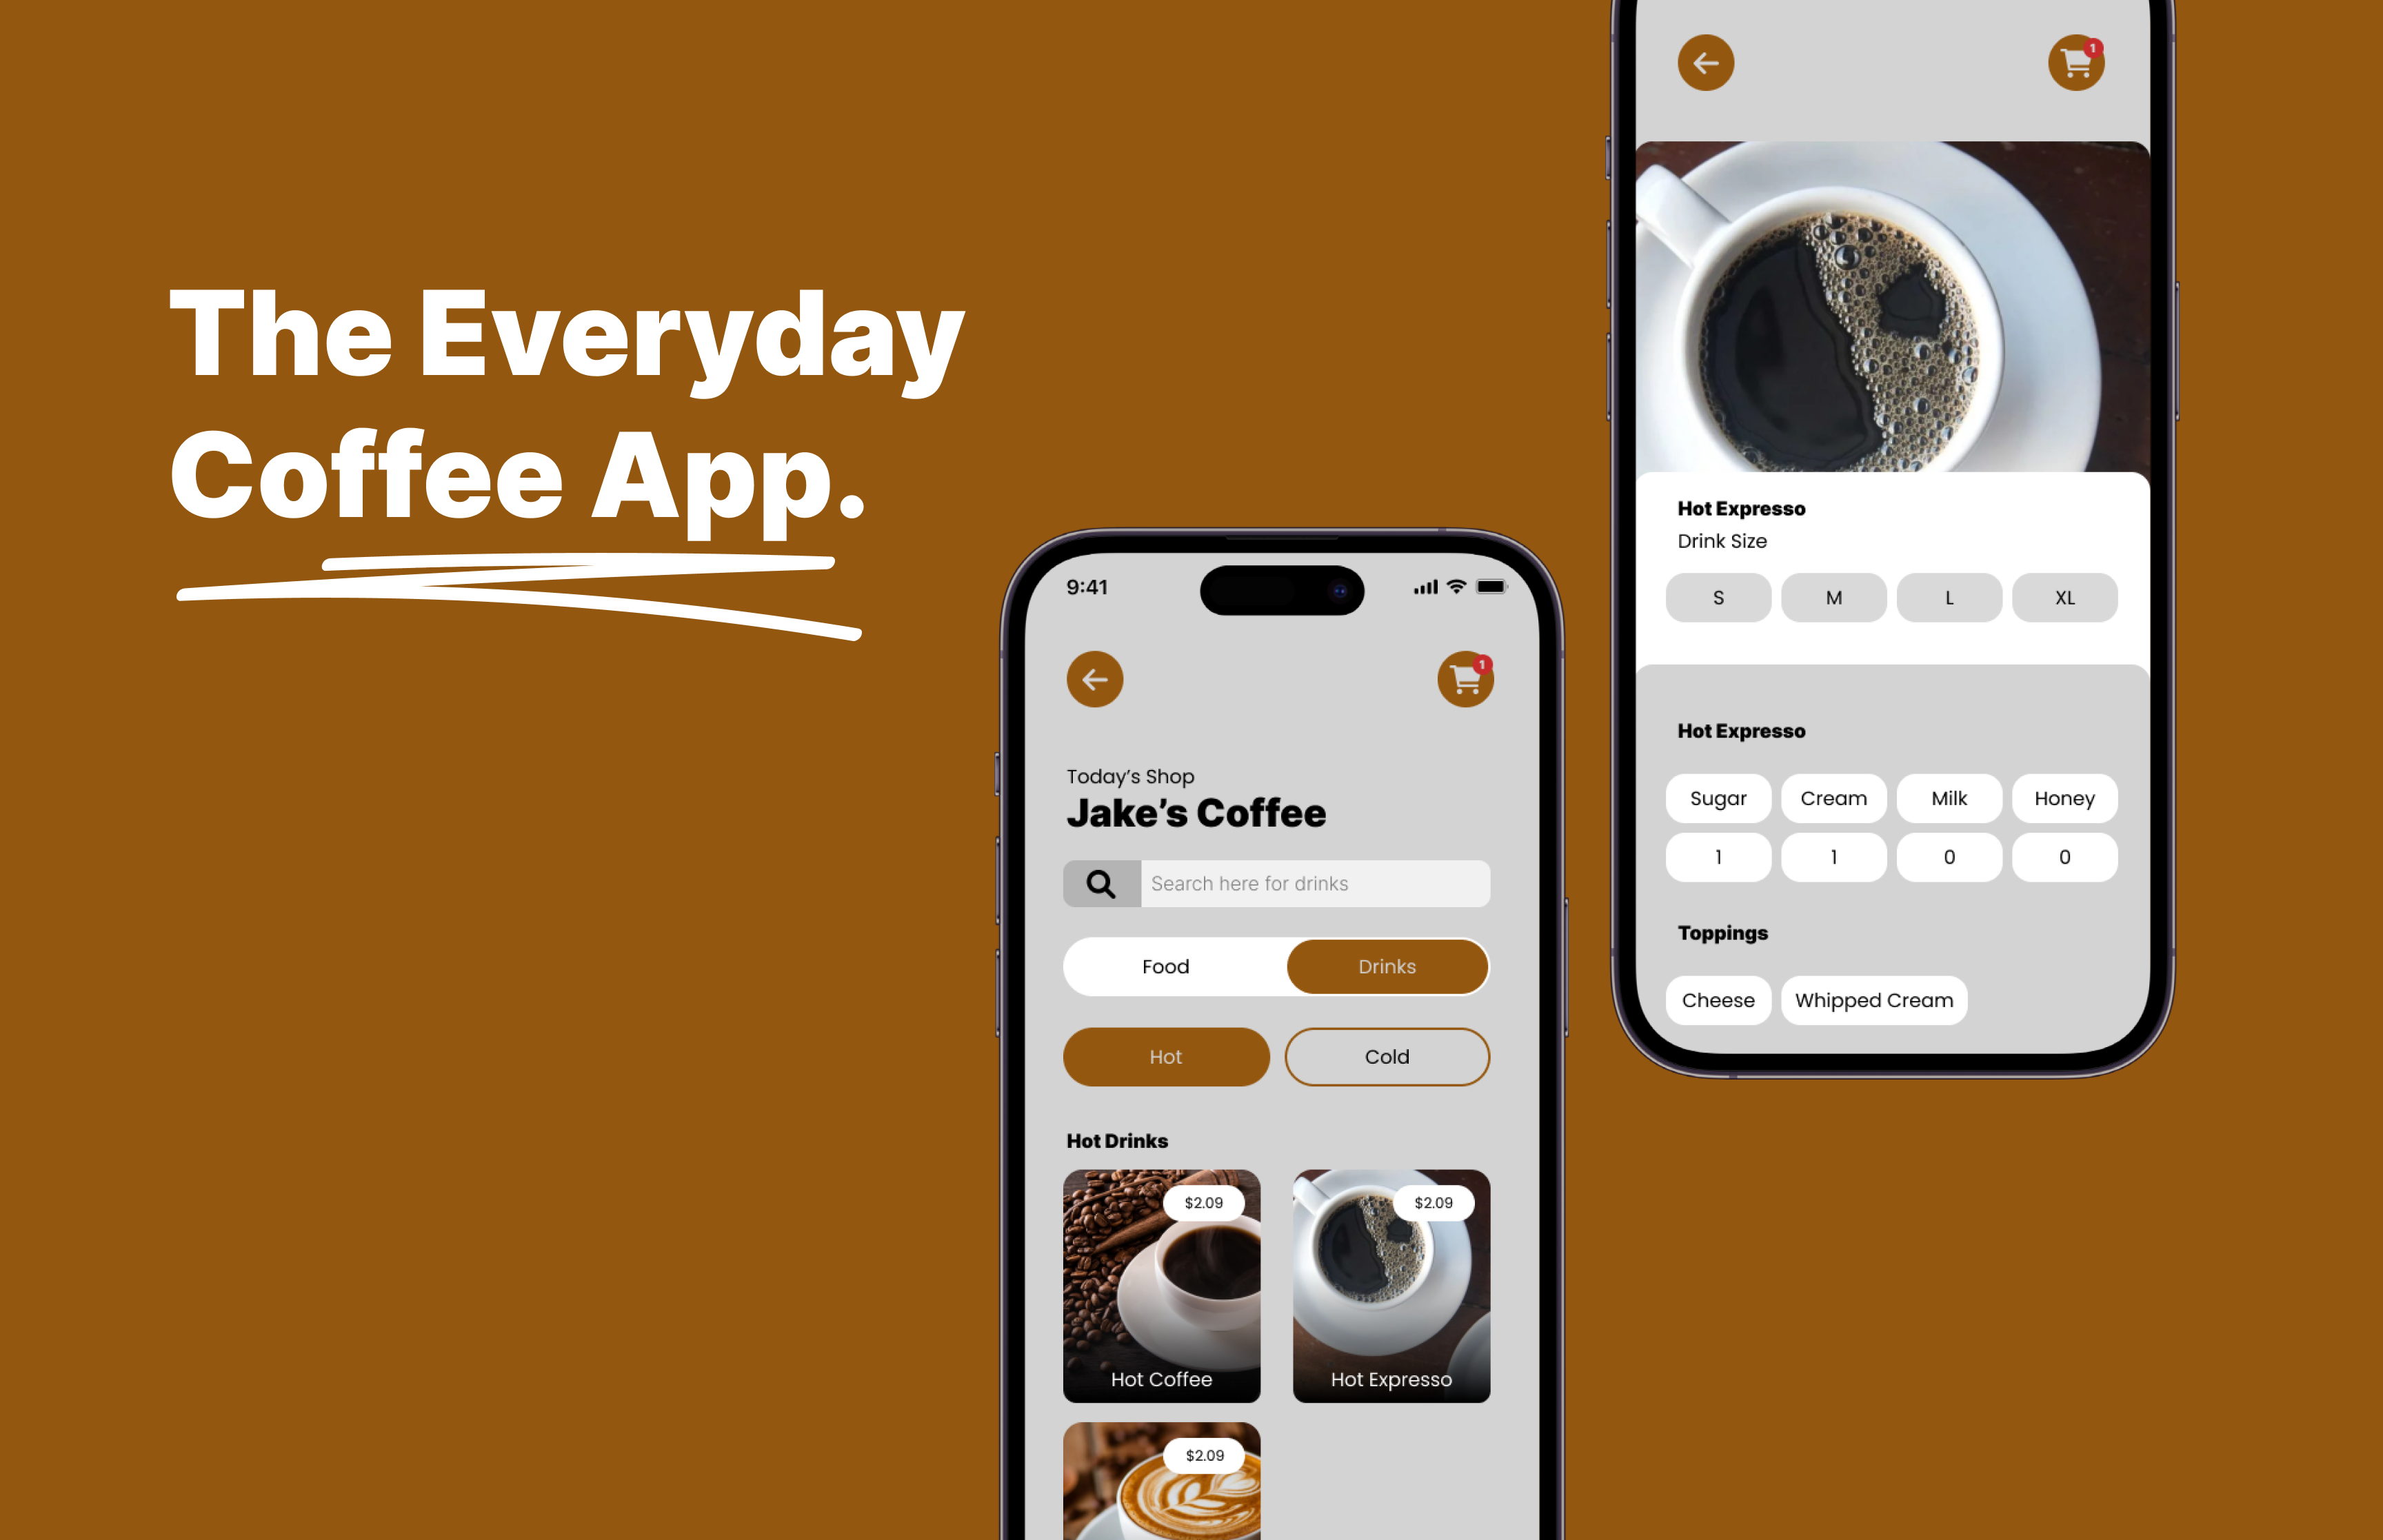 The Everyday
Coffee App.
9:41
1
Today's Shop
Jake's Coffee
Search here for drinks
Food Drinks
Hot Cold
Hot Drinks
$2.09 $2.09
Hot Coffee Hot Expresso
$2.09
1
Hot Expresso
Drink Size
S M L XL
Hot Expresso
Sugar Cream Milk Honey
1 1 0 0
Toppings
Cheese Whipped Cream